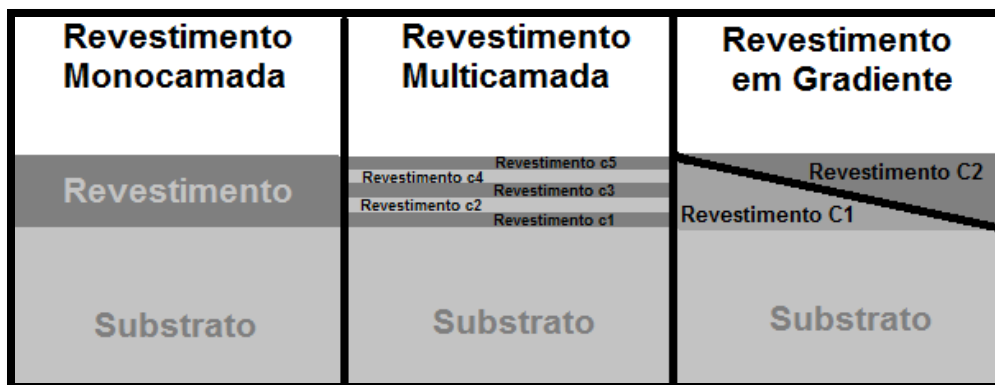 Revestimento
Monocamada
Revestimento
Substrato
Revestimento
Multicamada
Revestimento c5
Revestimento c4
Revestimento c3
Revestimento c2
Revestimento c1
Substrato
Revestimento
em Gradiente
Revestimento C2
Revestimento C1
Substrato